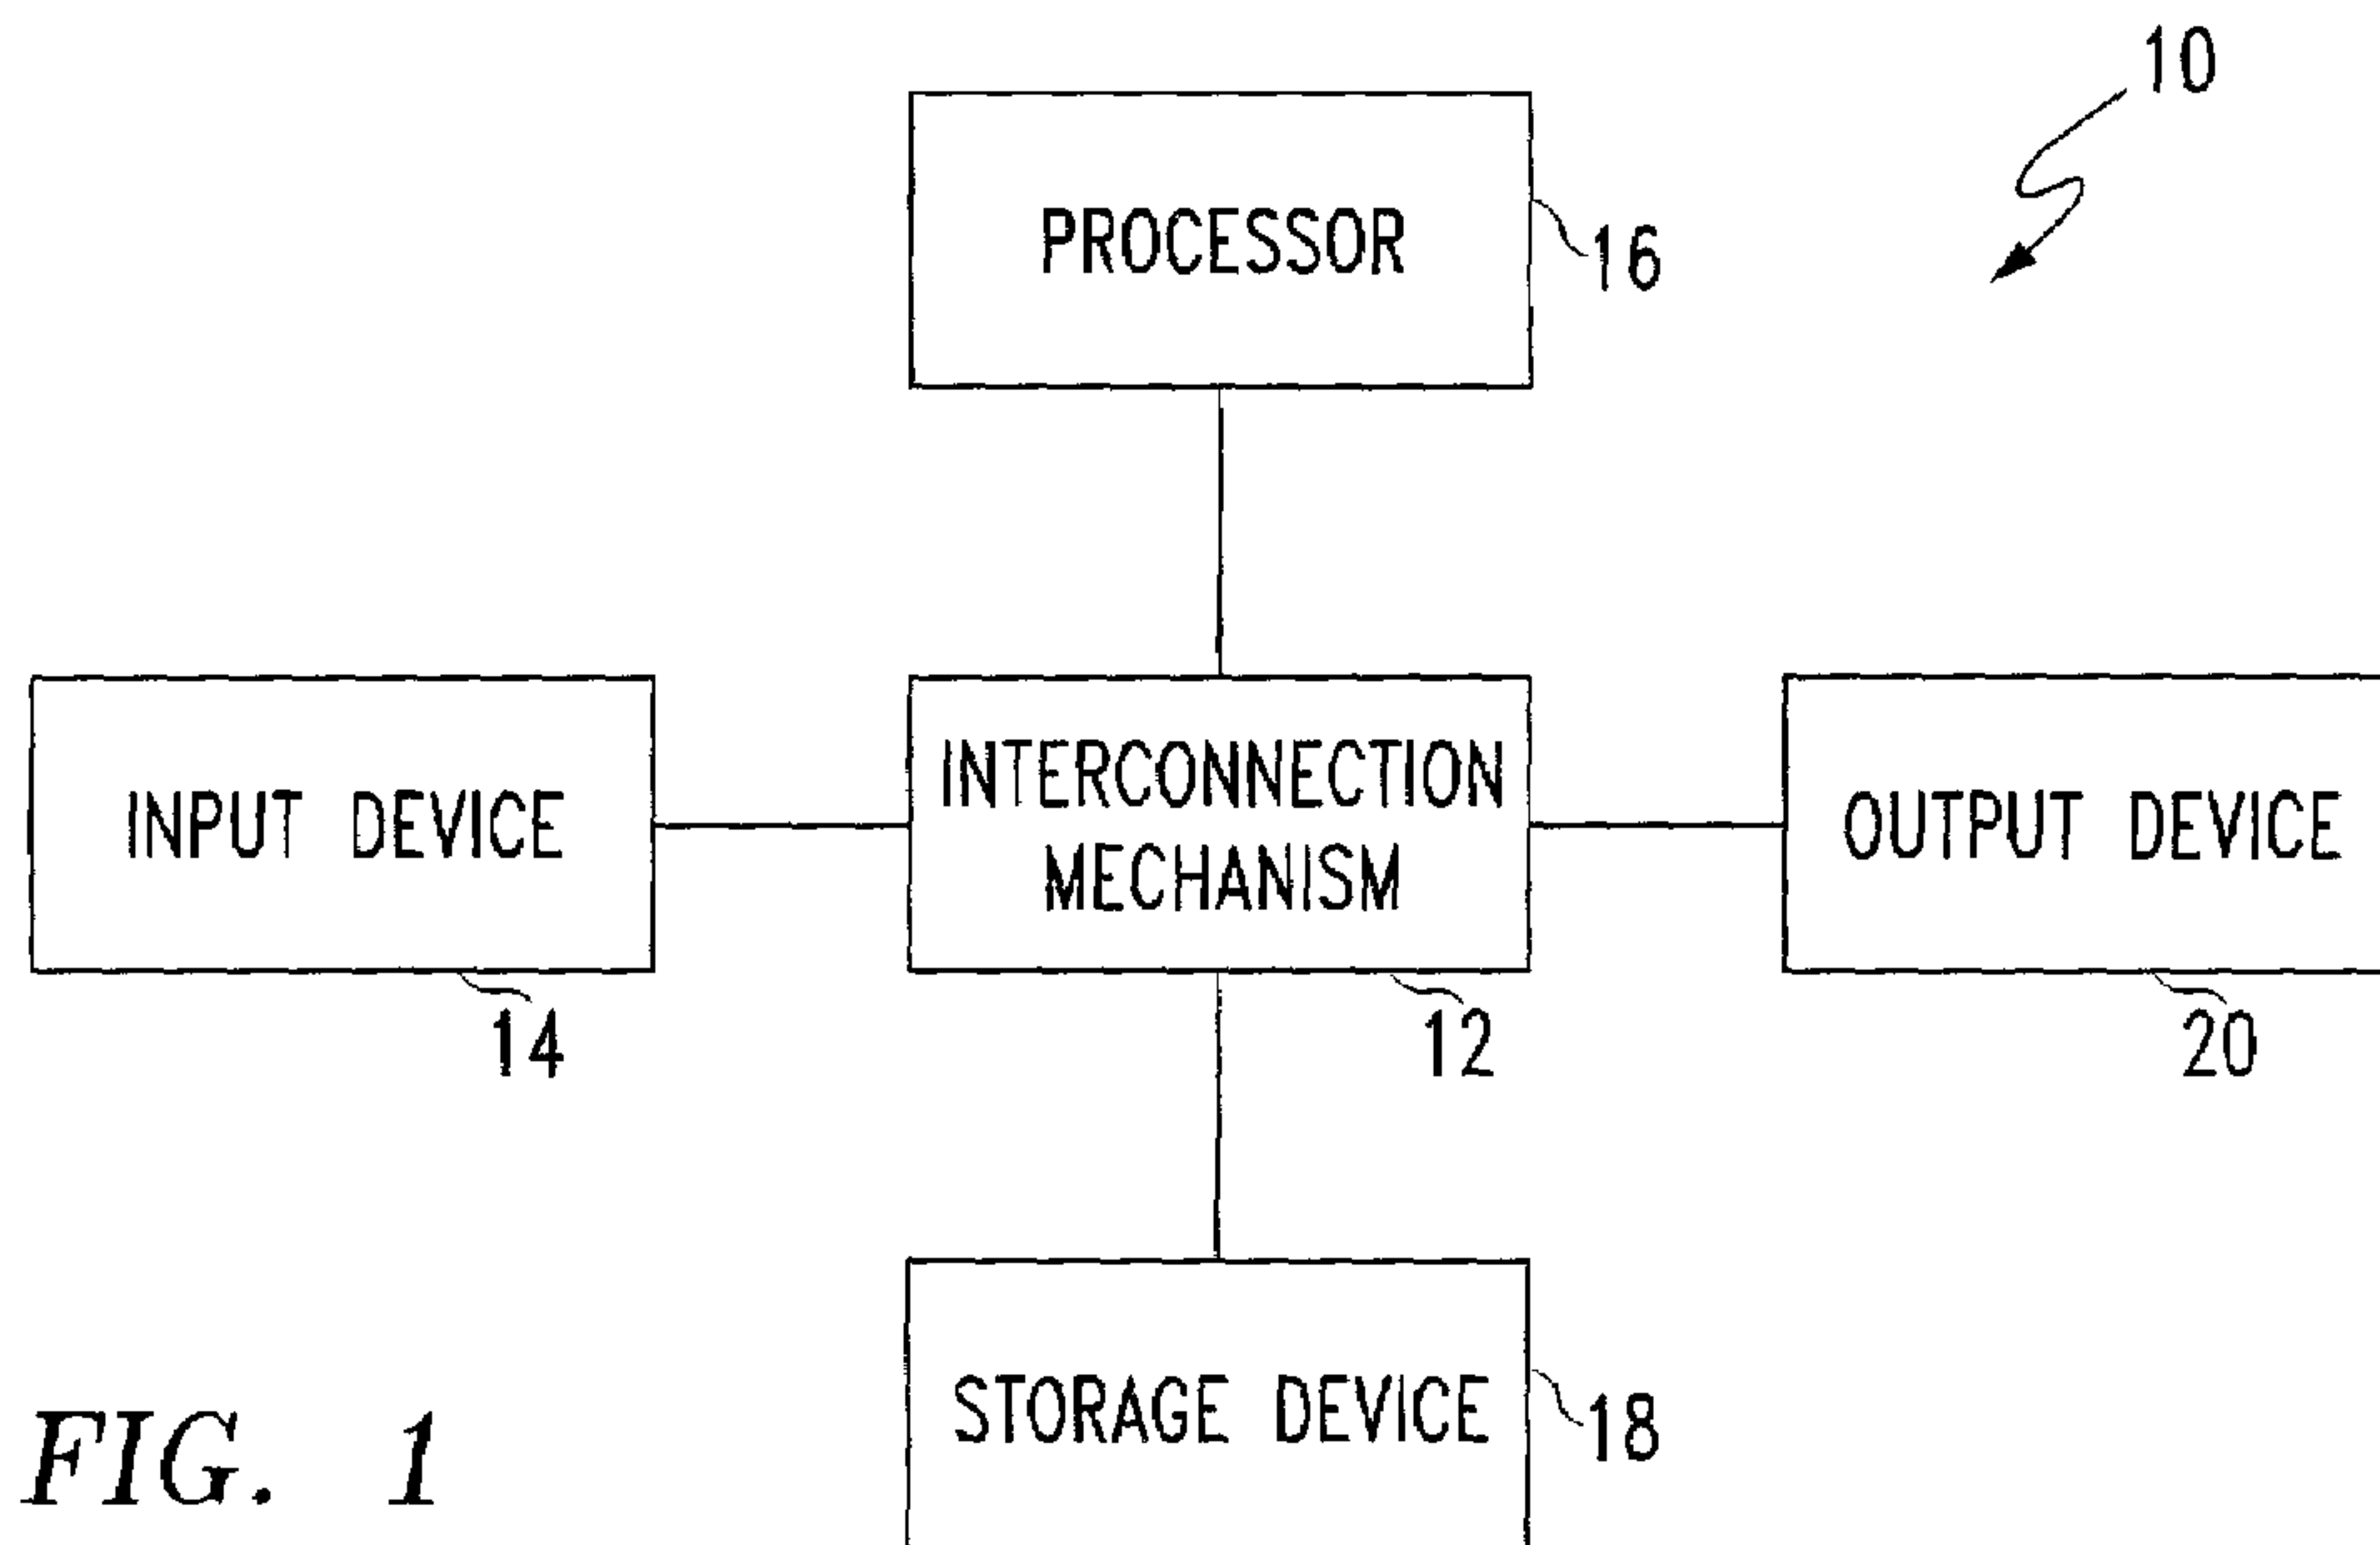 10
PROCESSOR
16
INPUT DEVICE
INTERCONNECTION
MECHANISM
OUTPUT DEVICE
14
12
20
STORAGE DEVICE
18
FIG. 1